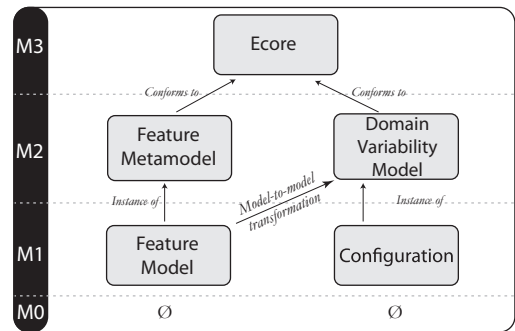 M3
Ecore
Conforms to
Conforms to
M2
Feature
Metamodel
Domain
Variability
Model
Instance of
Model-to-model
transformation
Instance of
M1
Feature
Model
Configuration
M0
Ø
Ø